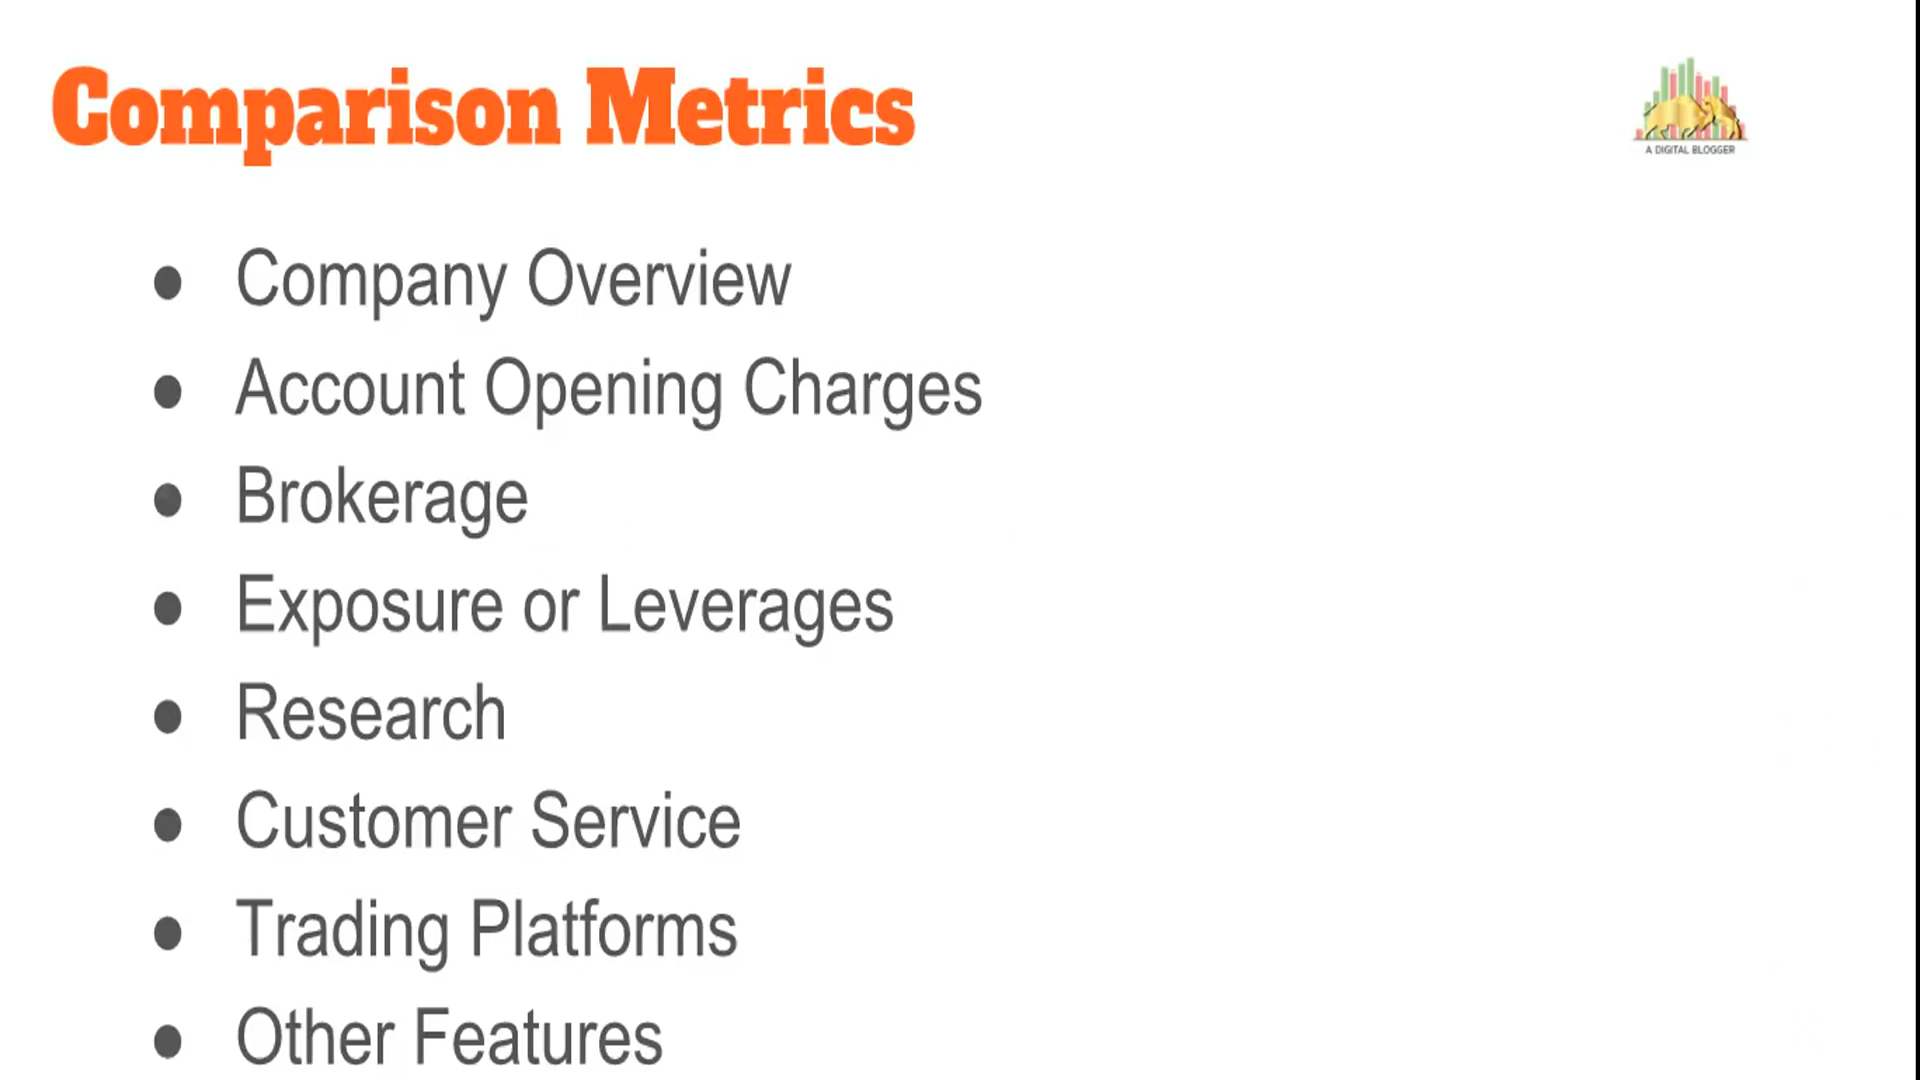 Comparison Metrics
A DIGITAL BLOGGER
● Company Overview
● Account Opening Charges
● Brokerage
● Exposure or Leverages
● Research
● Customer Service
● Trading Platforms
● Other Features